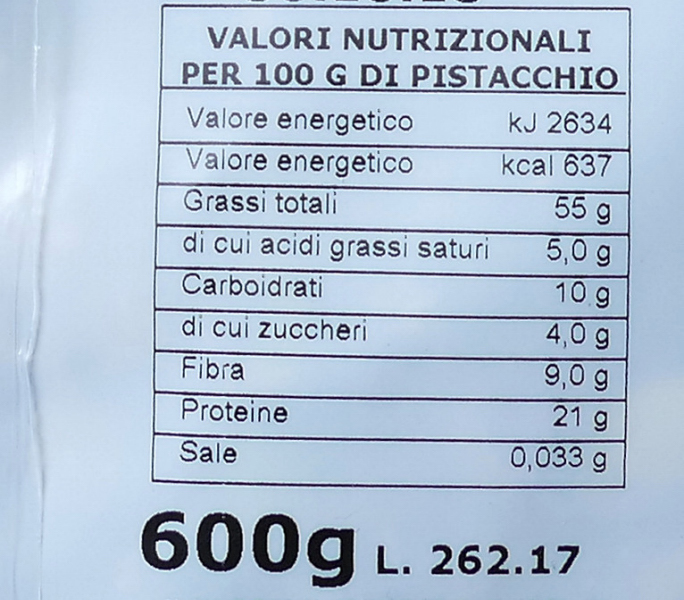 VALORI NUTRIZIONALI
PER 100 G DI PISTACCHIO
Valore energetico kJ 2634
Valore energetico kcal 637
Grassi totali 55 g
di cui acidi grassi saturi 5,0 g
Carboidrati 10 g
di cui zuccheri 4,0 g
Fibra 9,0 g
Proteine 21 g
Sale 0,033 g
600g L. 262.17